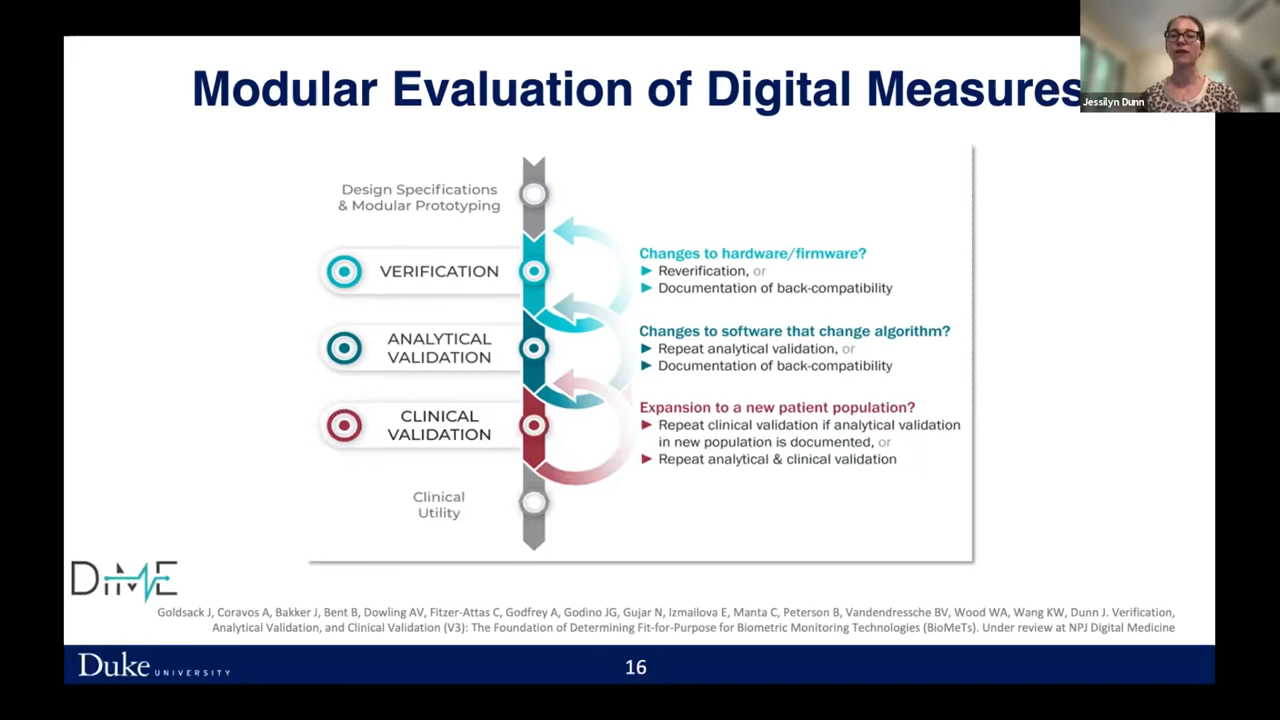 Modular Evaluation of Digital Measures
Jessilyn Dunn
Design Specifications
& Modular Prototyping
VERIFICATION
Changes to hardware/firmware?
Reverification, or
Documentation of back-compatibility
ANALYTICAL
VALIDATION
Changes to software that change algorithm?
Repeat analytical validation, or
Documentation of back-compatibility
CLINICAL
VALIDATION
Expansion to a new patient population?
Repeat clinical validation if analytical validation
in new population is documented, or
Repeat analytical & clinical validation
Clinical
Utility
DiME
Goldsack J, Coravos A, Bakker J, Bent B, Dowling AV, Fitzer-Attas C, Godfrey A, Godino JG, Gujar N, Izmailova E, Manta C, Peterson B, Vandendressche BV, Wood WA, Wang KW, Dunn J. Verification,
Analytical Validation, and Clinical Validation (V3): The Foundation of Determining Fit-for-Purpose for Biometric Monitoring Technologies (BioMeTs). Under review at NPJ Digital Medicine
Duke UNIVERSITY
16